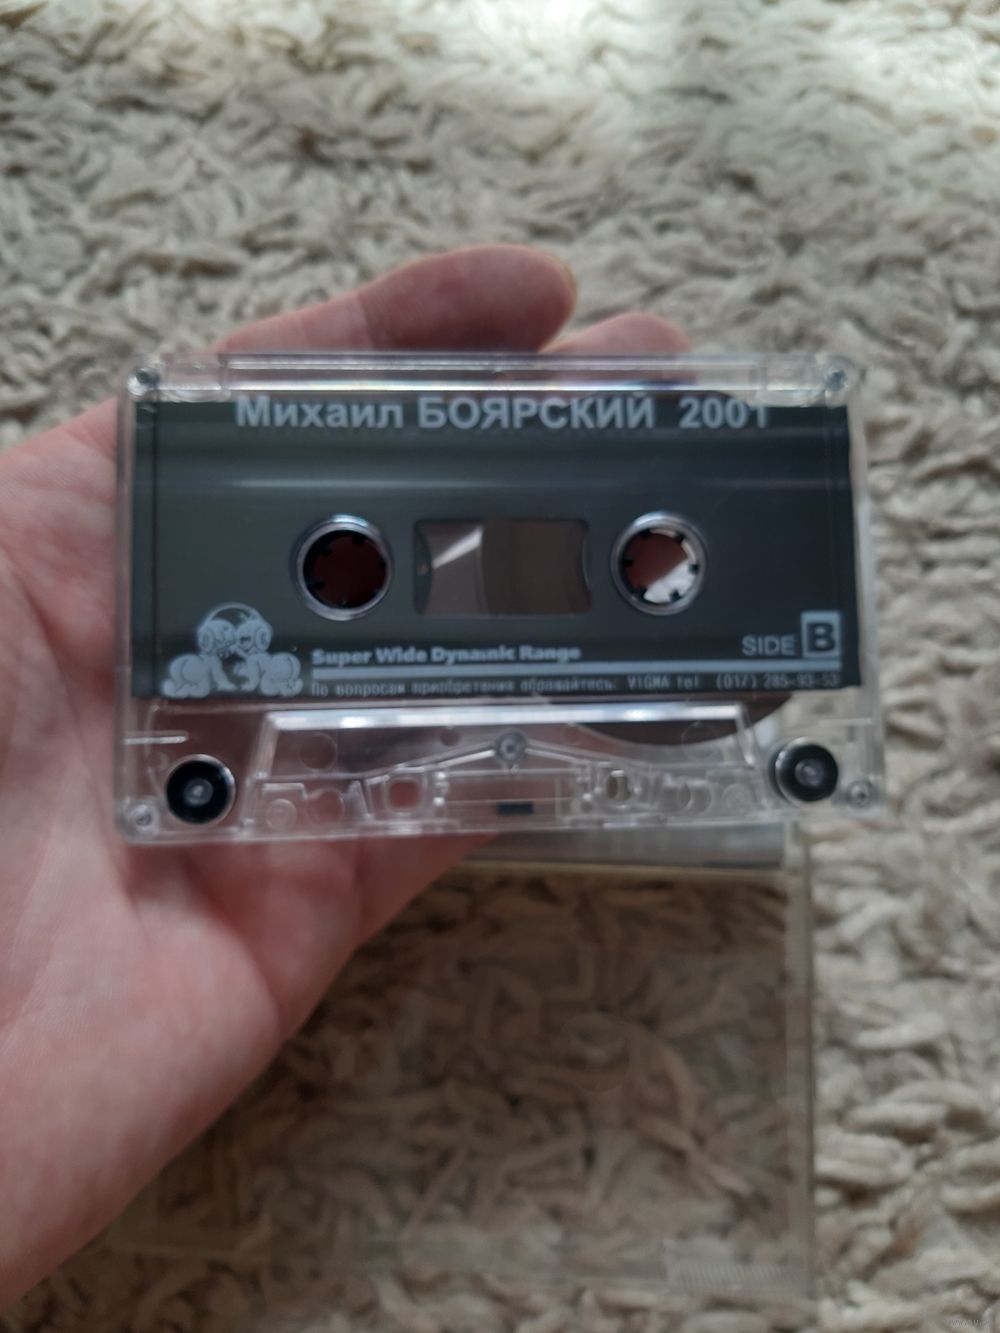 Михаил БОЯРСКИЙ 2001
SIDE B
Super Wide Dynamic Range
По вопросам приобретения обращайтесь: VIGMA tel (017) 285-93-53